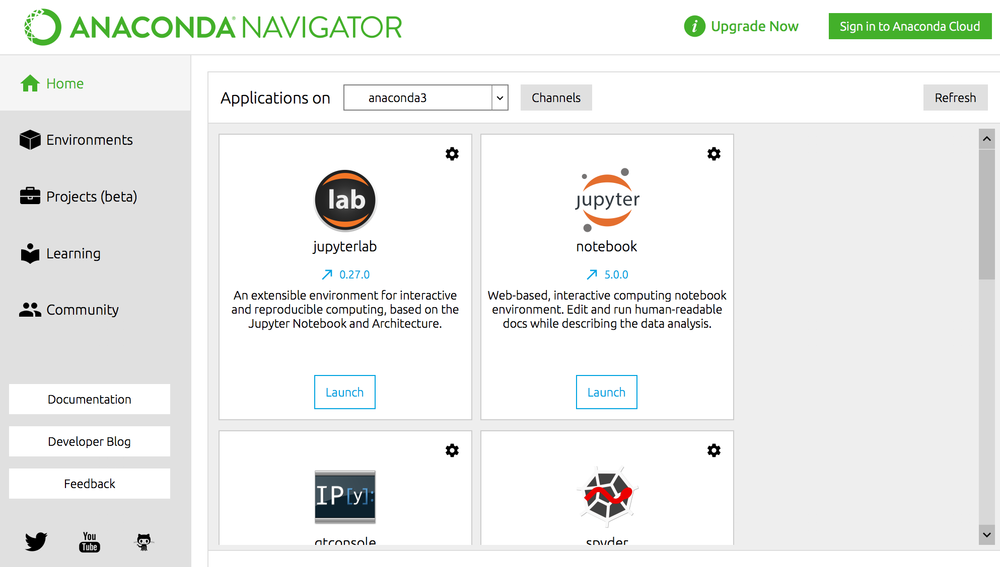 ANACONDA® NAVIGATOR
i Upgrade Now
Sign in to Anaconda Cloud
Home
Environments
Projects (beta)
Learning
Community
Documentation
Developer Blog
Feedback
You
Tube
Applications on
anaconda3
Channels
Refresh
lab
jupyterlab
0.27.0
An extensible environment for interactive
and reproducible computing, based on the
Jupyter Notebook and Architecture.
Launch
jupyter
notebook
5.0.0
Web-based, interactive computing notebook
environment. Edit and run human-readable
docs while describing the data analysis.
Launch
IP[y]:
qtconsole
spyder